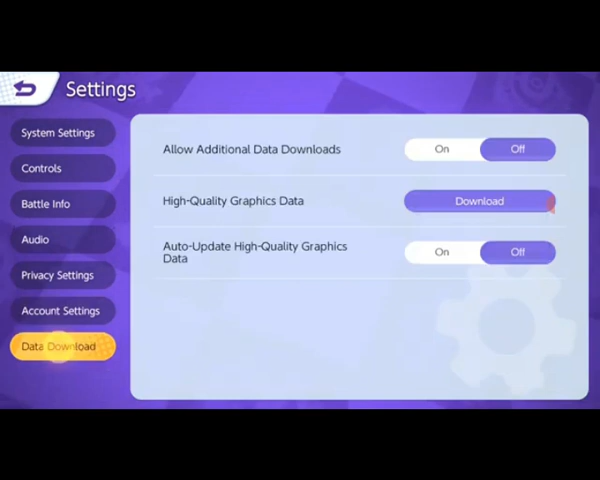 Settings
System Settings
Controls
Battle Info
Audio
Privacy Settings
Account Settings
Data Download
Allow Additional Data Downloads
On Off
High-Quality Graphics Data
Download
Auto-Update High-Quality Graphics
Data
On Off